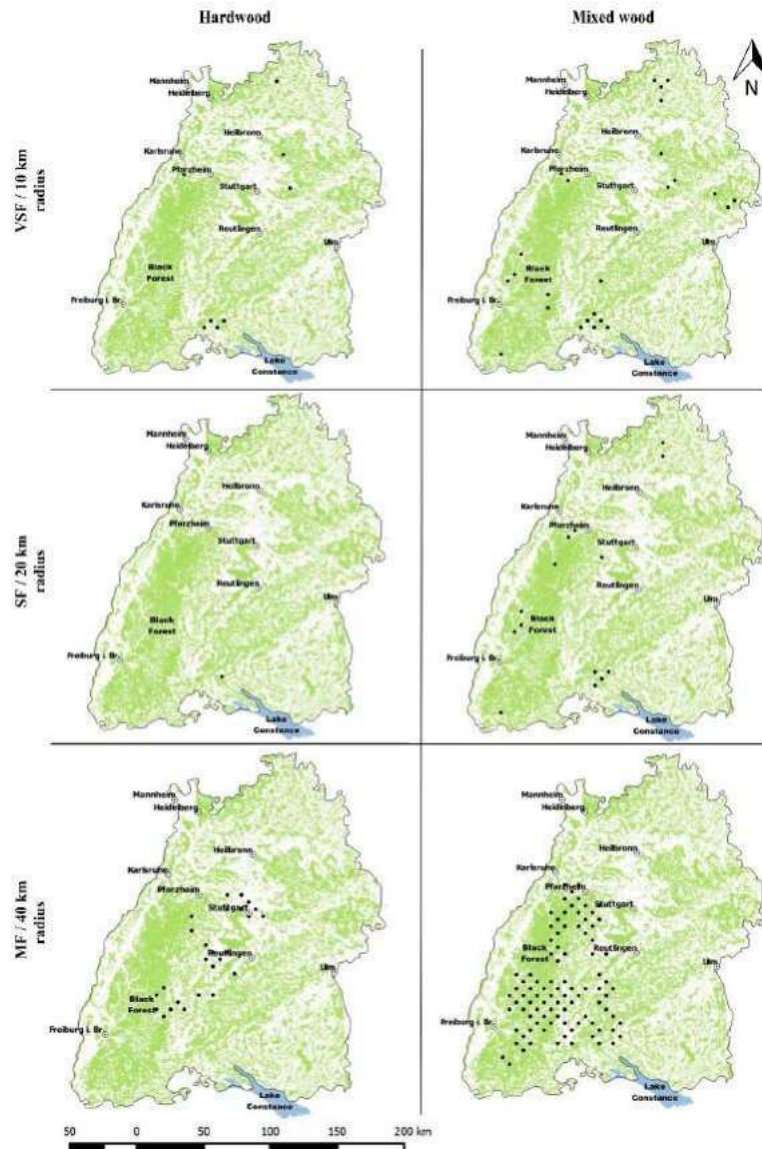 Hardwood
Mixed wood
N
VSF / 10 km
radius
Mannheim
Heidelberg
Heilbronn
Karlsruhe
Pforzheim
Stuttgart
Reutlingen
Ulm
Black
Forest
Freiburg i. Br.
Lake
Constance
Mannheim
Heidelberg
Heilbronn
Karlsruhe
Pforzheim
Stuttgart
Reutlingen
Ulm
Black
Forest
Freiburg i. Br.
Lake
Constance
SF / 20 km
radius
Mannheim
Heidelberg
Heilbronn
Karlsruhe
Pforzheim
Stuttgart
Reutlingen
Ulm
Black
Forest
Freiburg i. Br.
Lake
Constance
Mannheim
Heidelberg
Heilbronn
Karlsruhe
Pforzheim
Stuttgart
Reutlingen
Ulm
Black
Forest
Freiburg i. Br.
Lake
Constance
MF / 40 km
radius
Mannheim
Heidelberg
Heilbronn
Karlsruhe
Pforzheim
Stuttgart
Reutlingen
Ulm
Black
Forest
Freiburg i. Br.
Lake
Constance
Mannheim
Heidelberg
Heilbronn
Karlsruhe
Pforzheim
Stuttgart
Black
Forest
Reutlingen
Ulm
Freiburg i. Br.
Lake
Constance
50 0 50 100 150 200 km